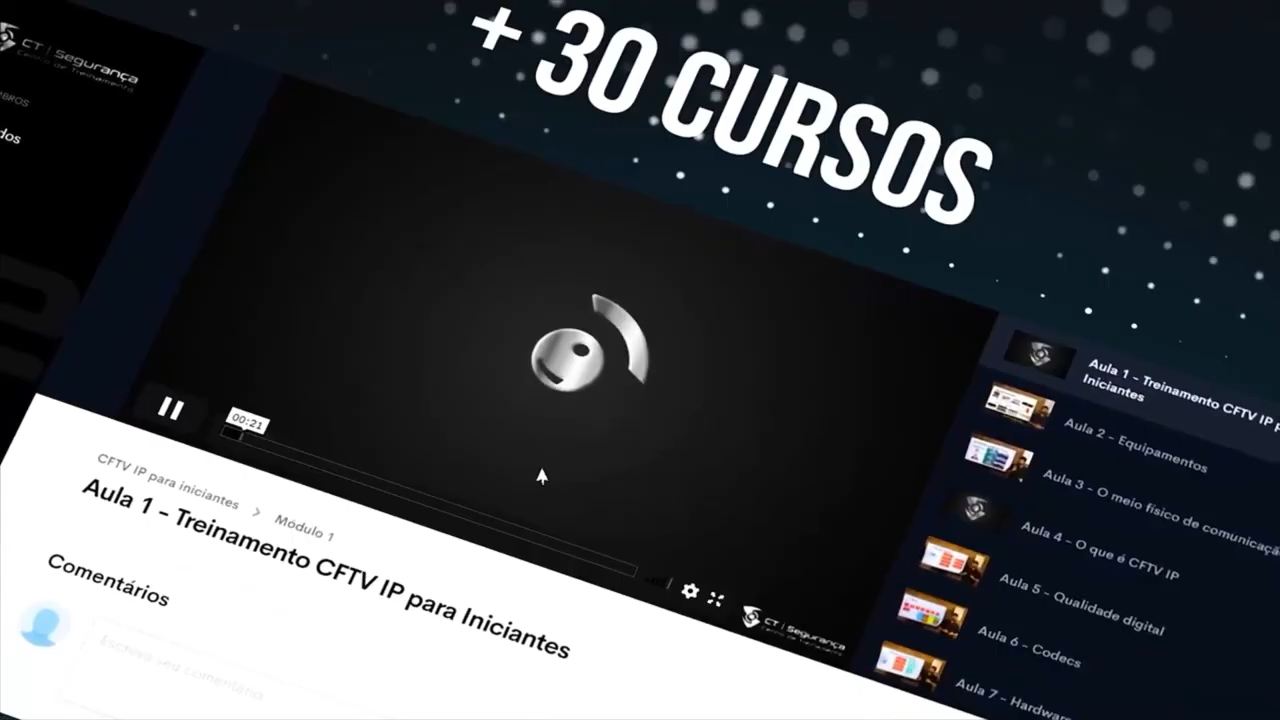 + 30 CURSOS
CT | Segurança
Centro de Treinamento
BROS
dos
00:21
CFTV IP para iniciantes > Módulo 1
Aula 1 - Treinamento CFTV IP para Iniciantes
Comentários
Escreva seu comentário
CT | Segurança
Centro de Treinamento
Aula 1 - Treinamento CFTV IP
Iniciantes
Aula 2 - Equipamentos
Aula 3 - O meio físico de comunicaçã
Aula 4 - O que é CFTV IP
Aula 5 - Qualidade digital
Aula 6 - Codecs
Aula 7 - Hardware